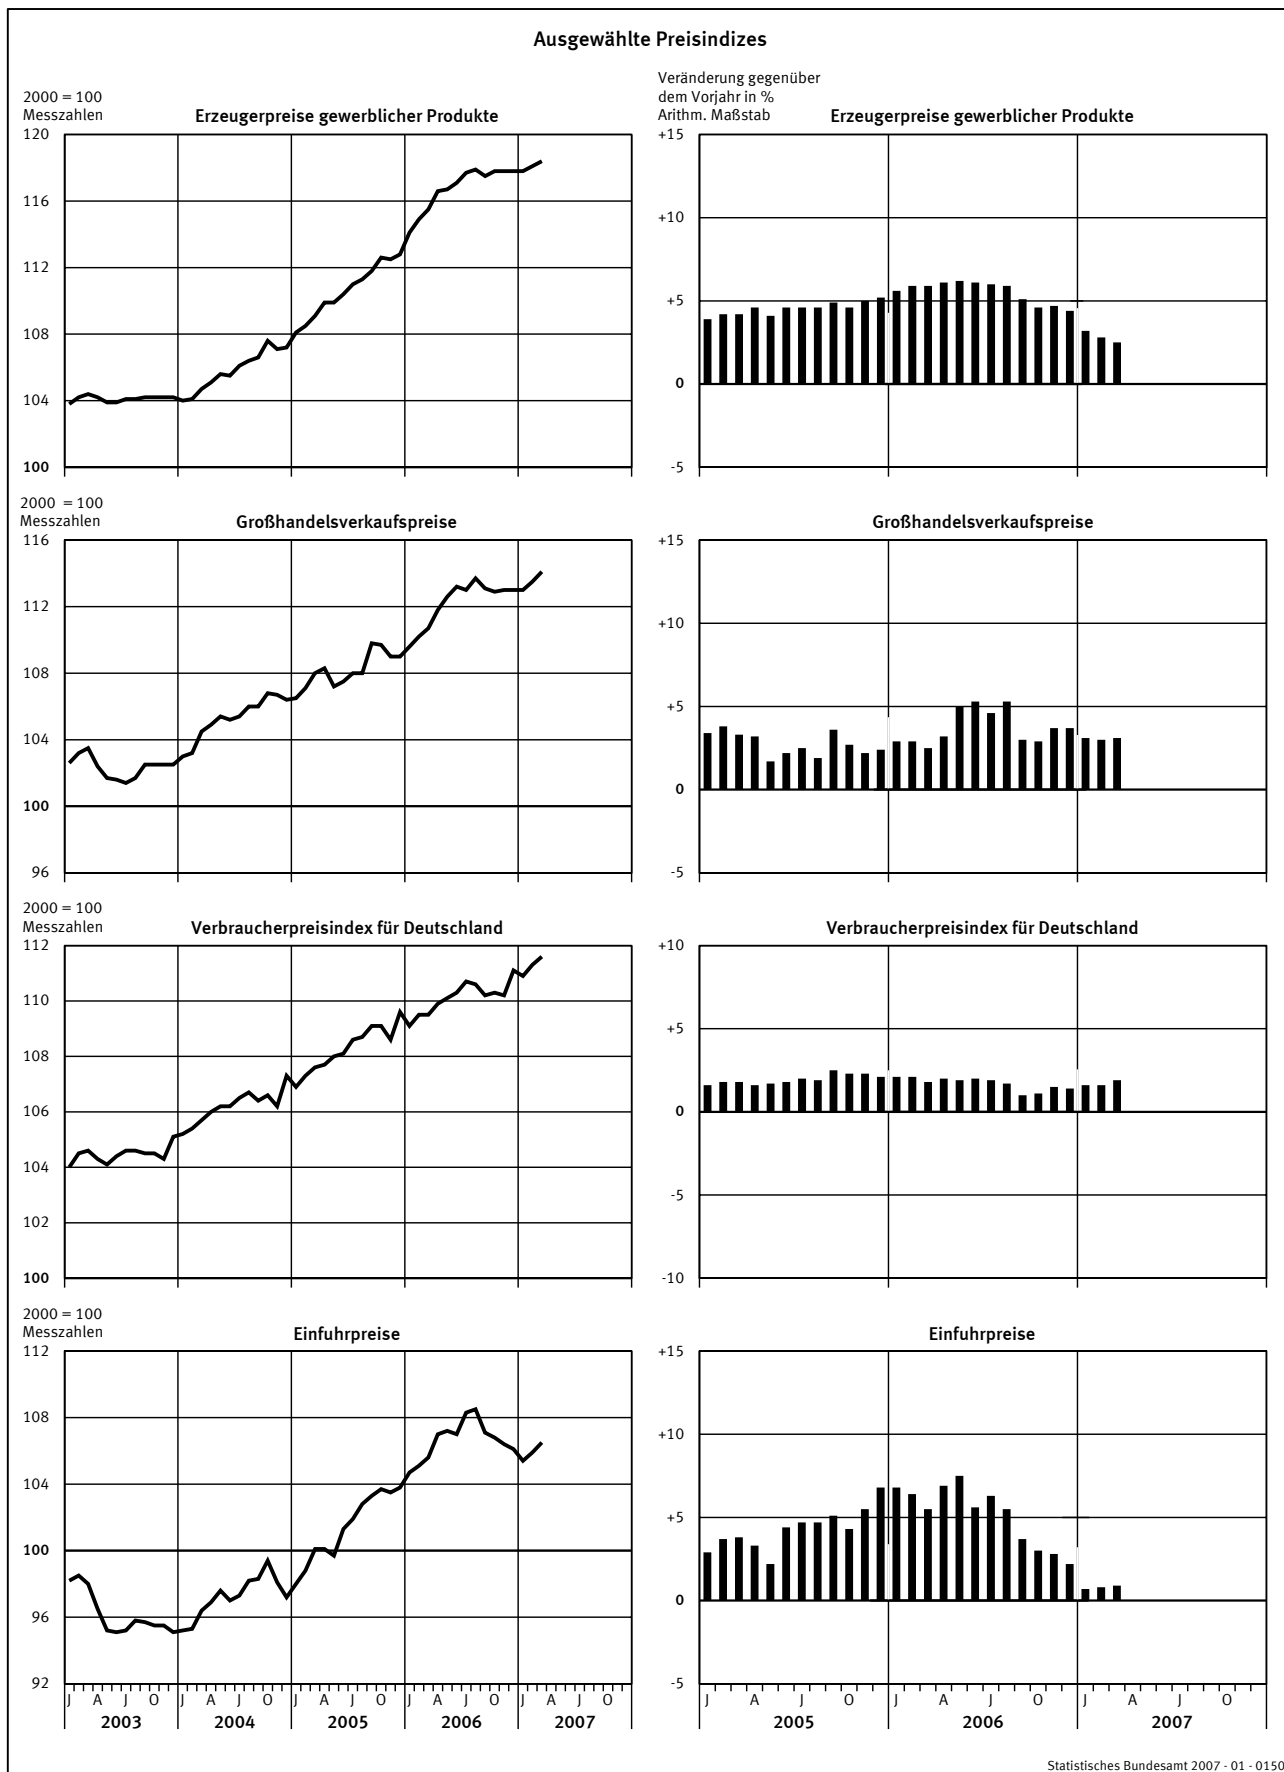 Ausgewählte Preisindizes
2000 = 100
Messzahlen
Erzeugerpreise gewerblicher Produkte
120
116
112
108
104
100
Veränderung gegenüber
dem Vorjahr in %
Arithm. Maßstab
Erzeugerpreise gewerblicher Produkte
+15
+10
+5
0
-5
2000 = 100
Messzahlen
Großhandelsverkaufspreise
116
112
108
104
100
96
Großhandelsverkaufspreise
+15
+10
+5
0
-5
2000 = 100
Messzahlen
Verbraucherpreisindex für Deutschland
112
110
108
106
104
102
100
Verbraucherpreisindex für Deutschland
+10
+5
0
-5
-10
2000 = 100
Messzahlen
Einfuhrpreise
112
108
104
100
96
92
J A J O J A J O J A J O J A J O J A J O
2003 2004 2005 2006 2007
Einfuhrpreise
+15
+10
+5
0
-5
J A J O J A J O J A J O
2005 2006 2007
Statistisches Bundesamt 2007 - 01 - 0150